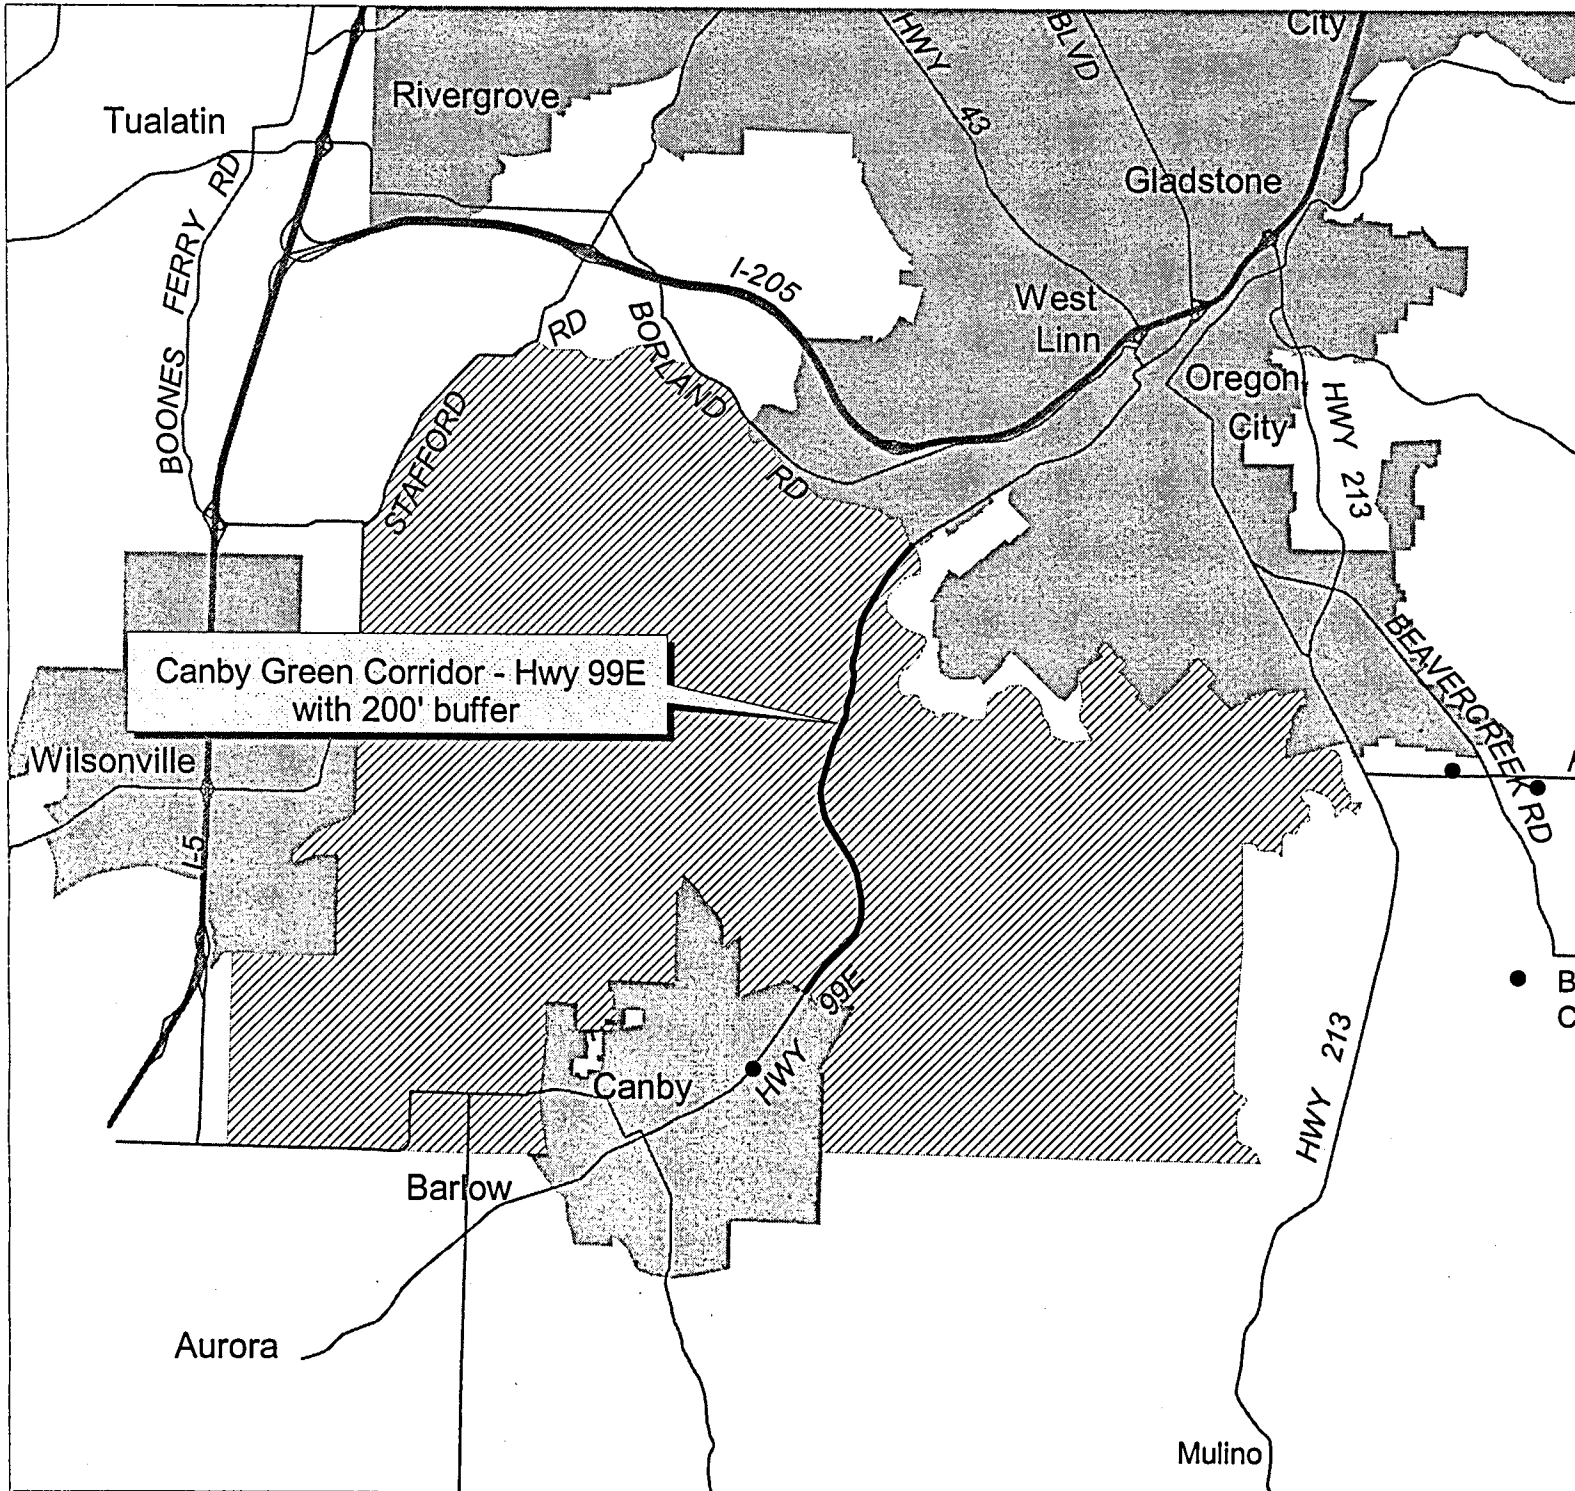 City
HWY
43
BLVD
Rivergrove
Tualatin
Gladstone
BOONES FERRY RD
I-205
West
Linn
RD
BORLAND
RD
STAFFORD
Oregon
City
HWY 213
Canby Green Corridor - Hwy 99E
with 200' buffer
BEAVERCREEK RD
Wilsonville
I-5
HWY 99E
Canby
HWY 213
B
C
Barlow
Aurora
Mulino